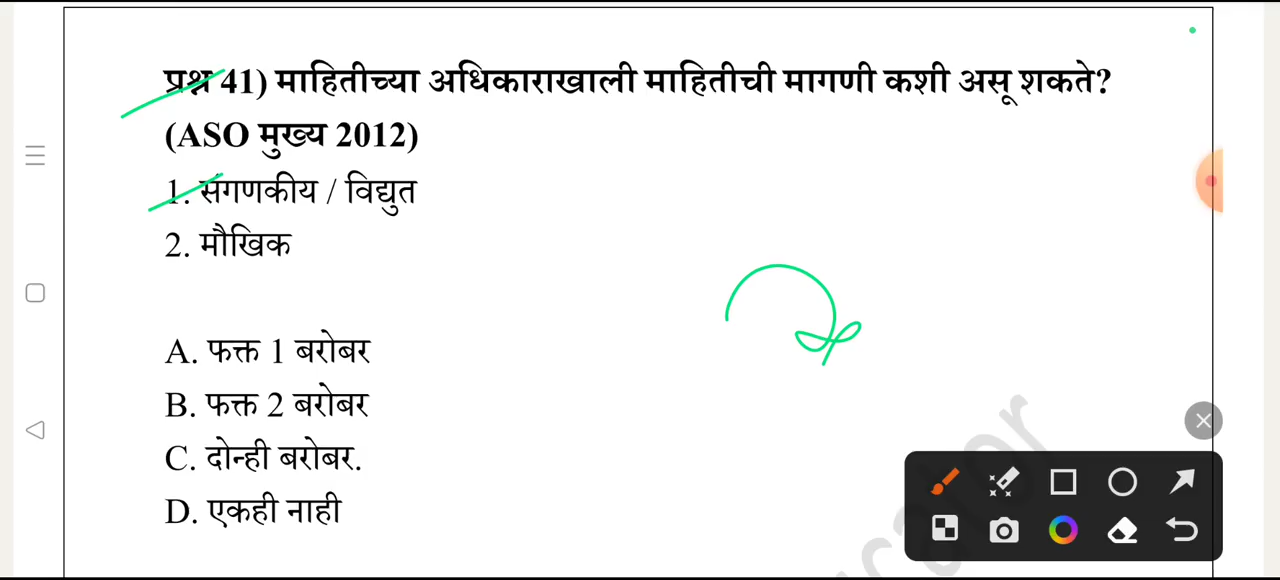 प्रश्न 41) माहितीच्या अधिकाराखाली माहितीची मागणी कशी असू शकते?
(ASO मुख्य 2012)
1. संगणकीय / विद्युत
2. मौखिक
A. फक्त 1 बरोबर
B. फक्त 2 बरोबर
C. दोन्ही बरोबर.
D. एकही नाही